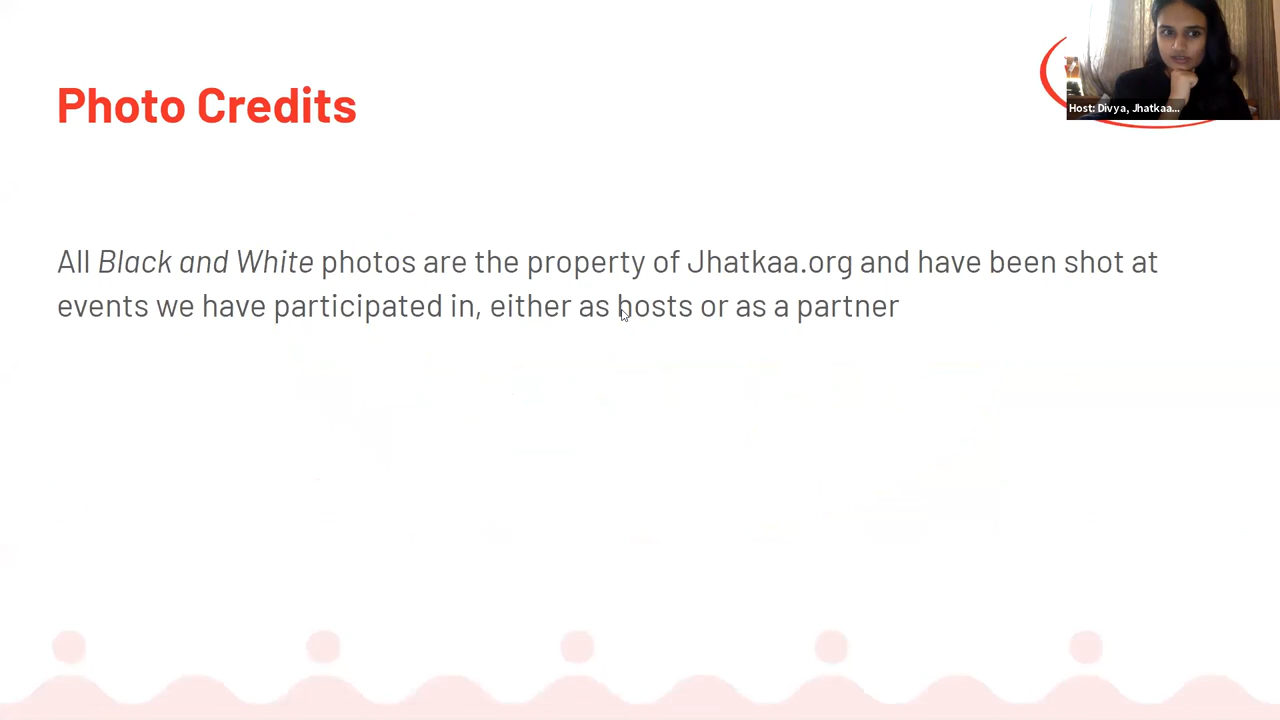 Photo Credits
Host: Divya, Jhatkaa...
All Black and White photos are the property of Jhatkaa.org and have been shot at
events we have participated in, either as hosts or as a partner